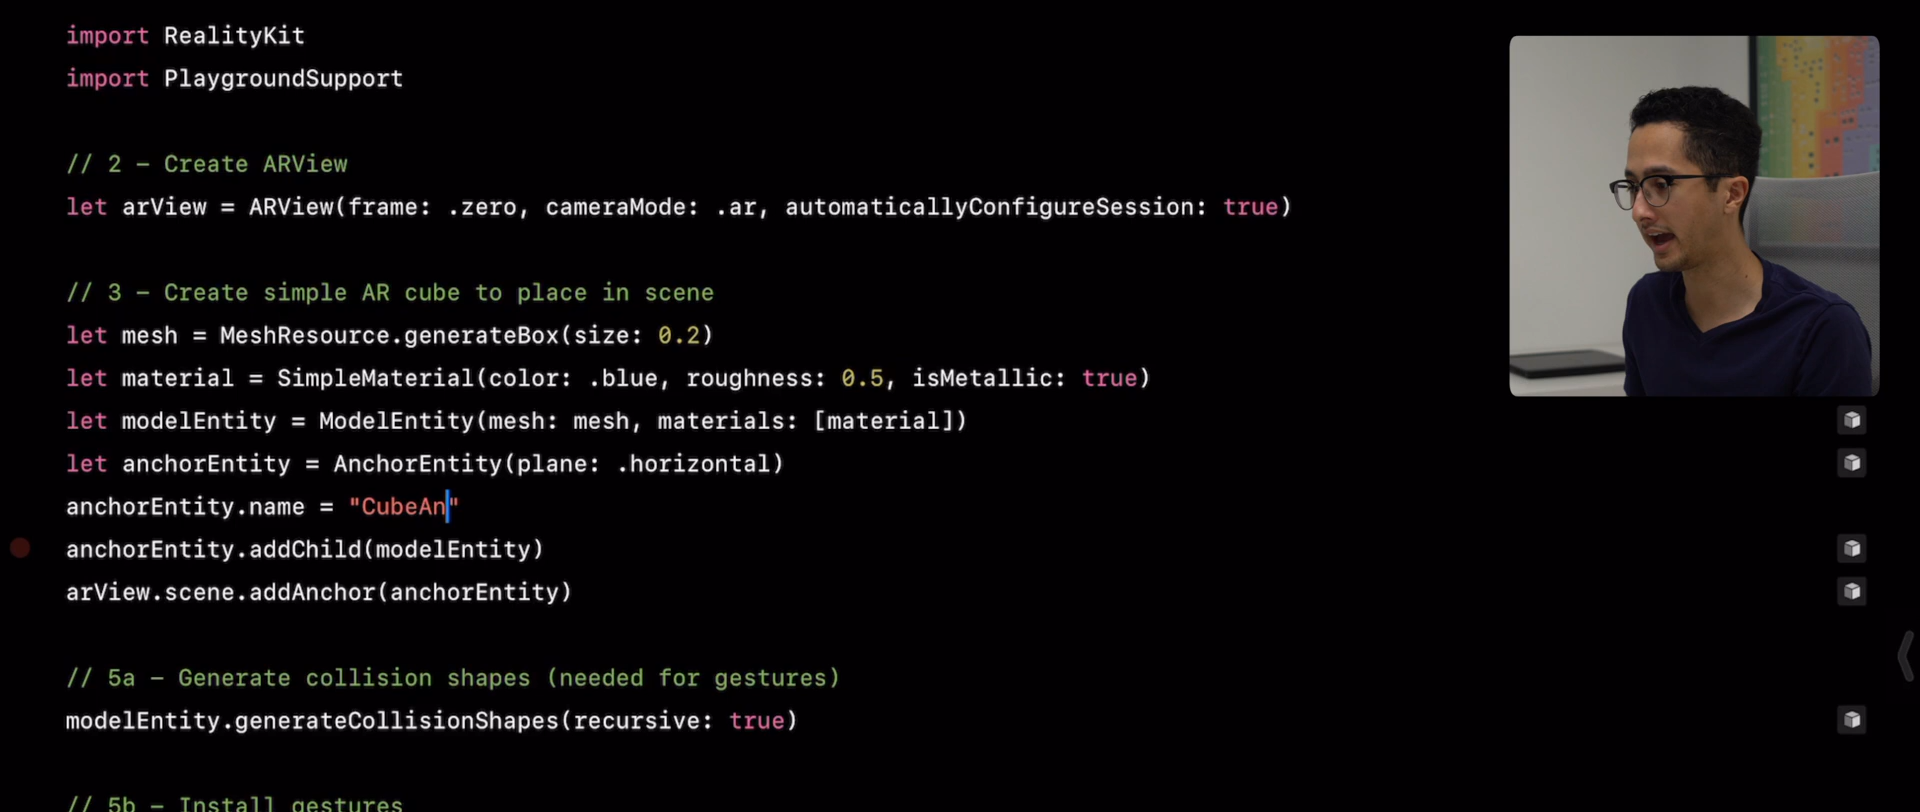 import RealityKit
import PlaygroundSupport
// 2 – Create ARView
let arView = ARView(frame: .zero, cameraMode: .ar, automaticallyConfigureSession: true)
// 3 – Create simple AR cube to place in scene
let mesh = MeshResource.generateBox(size: 0.2)
let material = SimpleMaterial(color: .blue, roughness: 0.5, isMetallic: true)
let modelEntity = ModelEntity(mesh: mesh, materials: [material])
let anchorEntity = AnchorEntity(plane: .horizontal)
anchorEntity.name = "CubeAn"
anchorEntity.addChild(modelEntity)
arView.scene.addAnchor(anchorEntity)
// 5a – Generate collision shapes (needed for gestures)
modelEntity.generateCollisionShapes(recursive: true)
// 5b – Install gestures